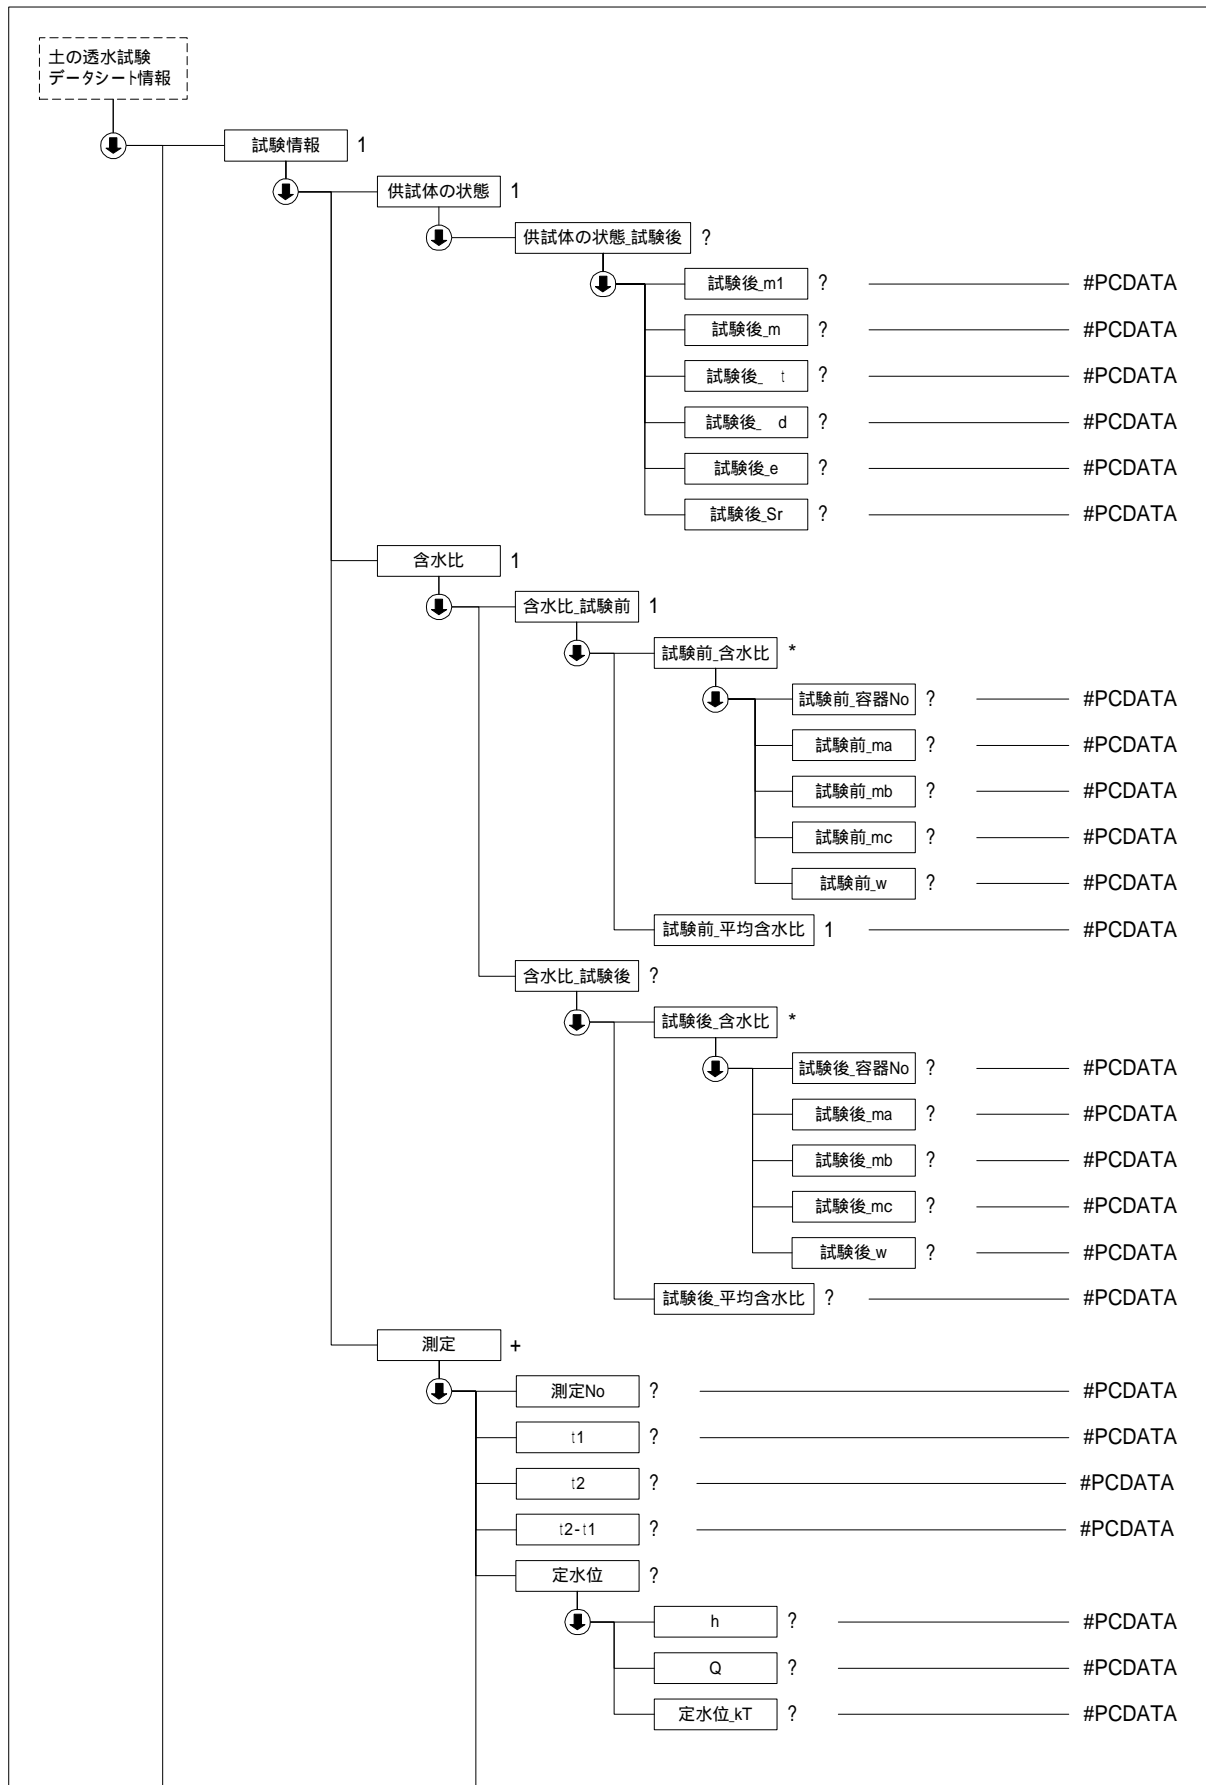 土の透水試験
データシート情報
試験情報 1
供試体の状態 1
供試体の状態_試験後 ?
試験後_m1 ? #PCDATA
試験後_m ? #PCDATA
試験後_ t ? #PCDATA
試験後_ d ? #PCDATA
試験後_e ? #PCDATA
試験後_Sr ? #PCDATA
含水比 1
含水比_試験前 1
試験前_含水比 *
試験前_容器No ? #PCDATA
試験前_ma ? #PCDATA
試験前_mb ? #PCDATA
試験前_mc ? #PCDATA
試験前_w ? #PCDATA
試験前_平均含水比 1 #PCDATA
含水比_試験後 ?
試験後_含水比 *
試験後_容器No ? #PCDATA
試験後_ma ? #PCDATA
試験後_mb ? #PCDATA
試験後_mc ? #PCDATA
試験後_w ? #PCDATA
試験後_平均含水比 ? #PCDATA
測定 +
測定No ? #PCDATA
t1 ? #PCDATA
t2 ? #PCDATA
t2-t1 ? #PCDATA
定水位 ?
h ? #PCDATA
Q ? #PCDATA
定水位_kT ? #PCDATA